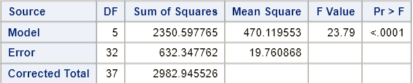 Source DF Sum of Squares Mean Square F Value Pr > F
Model 5 2350.597765 470.119553 23.79 <.0001
Error 32 632.347762 19.760868
Corrected Total 37 2982.945526